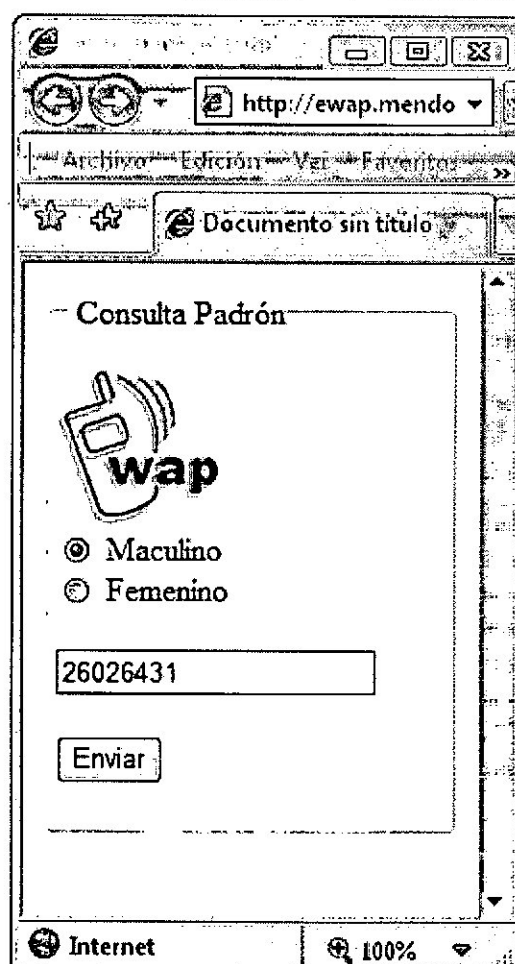 http://ewap.mendo
Archivo Edición Ver Favoritos »
Documento sin título
Consulta Padrón
wap
Maculino
Femenino
26026431
Enviar
Internet 100%